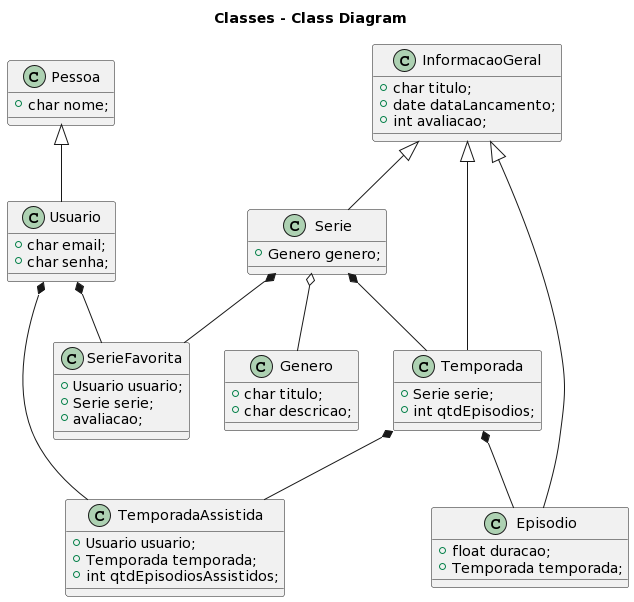 Classes - Class Diagram
C InformacaoGeral
char titulo;
date dataLancamento;
int avaliacao;
C Pessoa
char nome;
C Usuario
char email;
char senha;
C Serie
Genero genero;
C SerieFavorita
Usuario usuario;
Serie serie;
avaliacao;
C Genero
char titulo;
char descricao;
C Temporada
Serie serie;
int qtdEpisodios;
C TemporadaAssistida
Usuario usuario;
Temporada temporada;
int qtdEpisodiosAssistidos;
C Episodio
float duracao;
Temporada temporada;